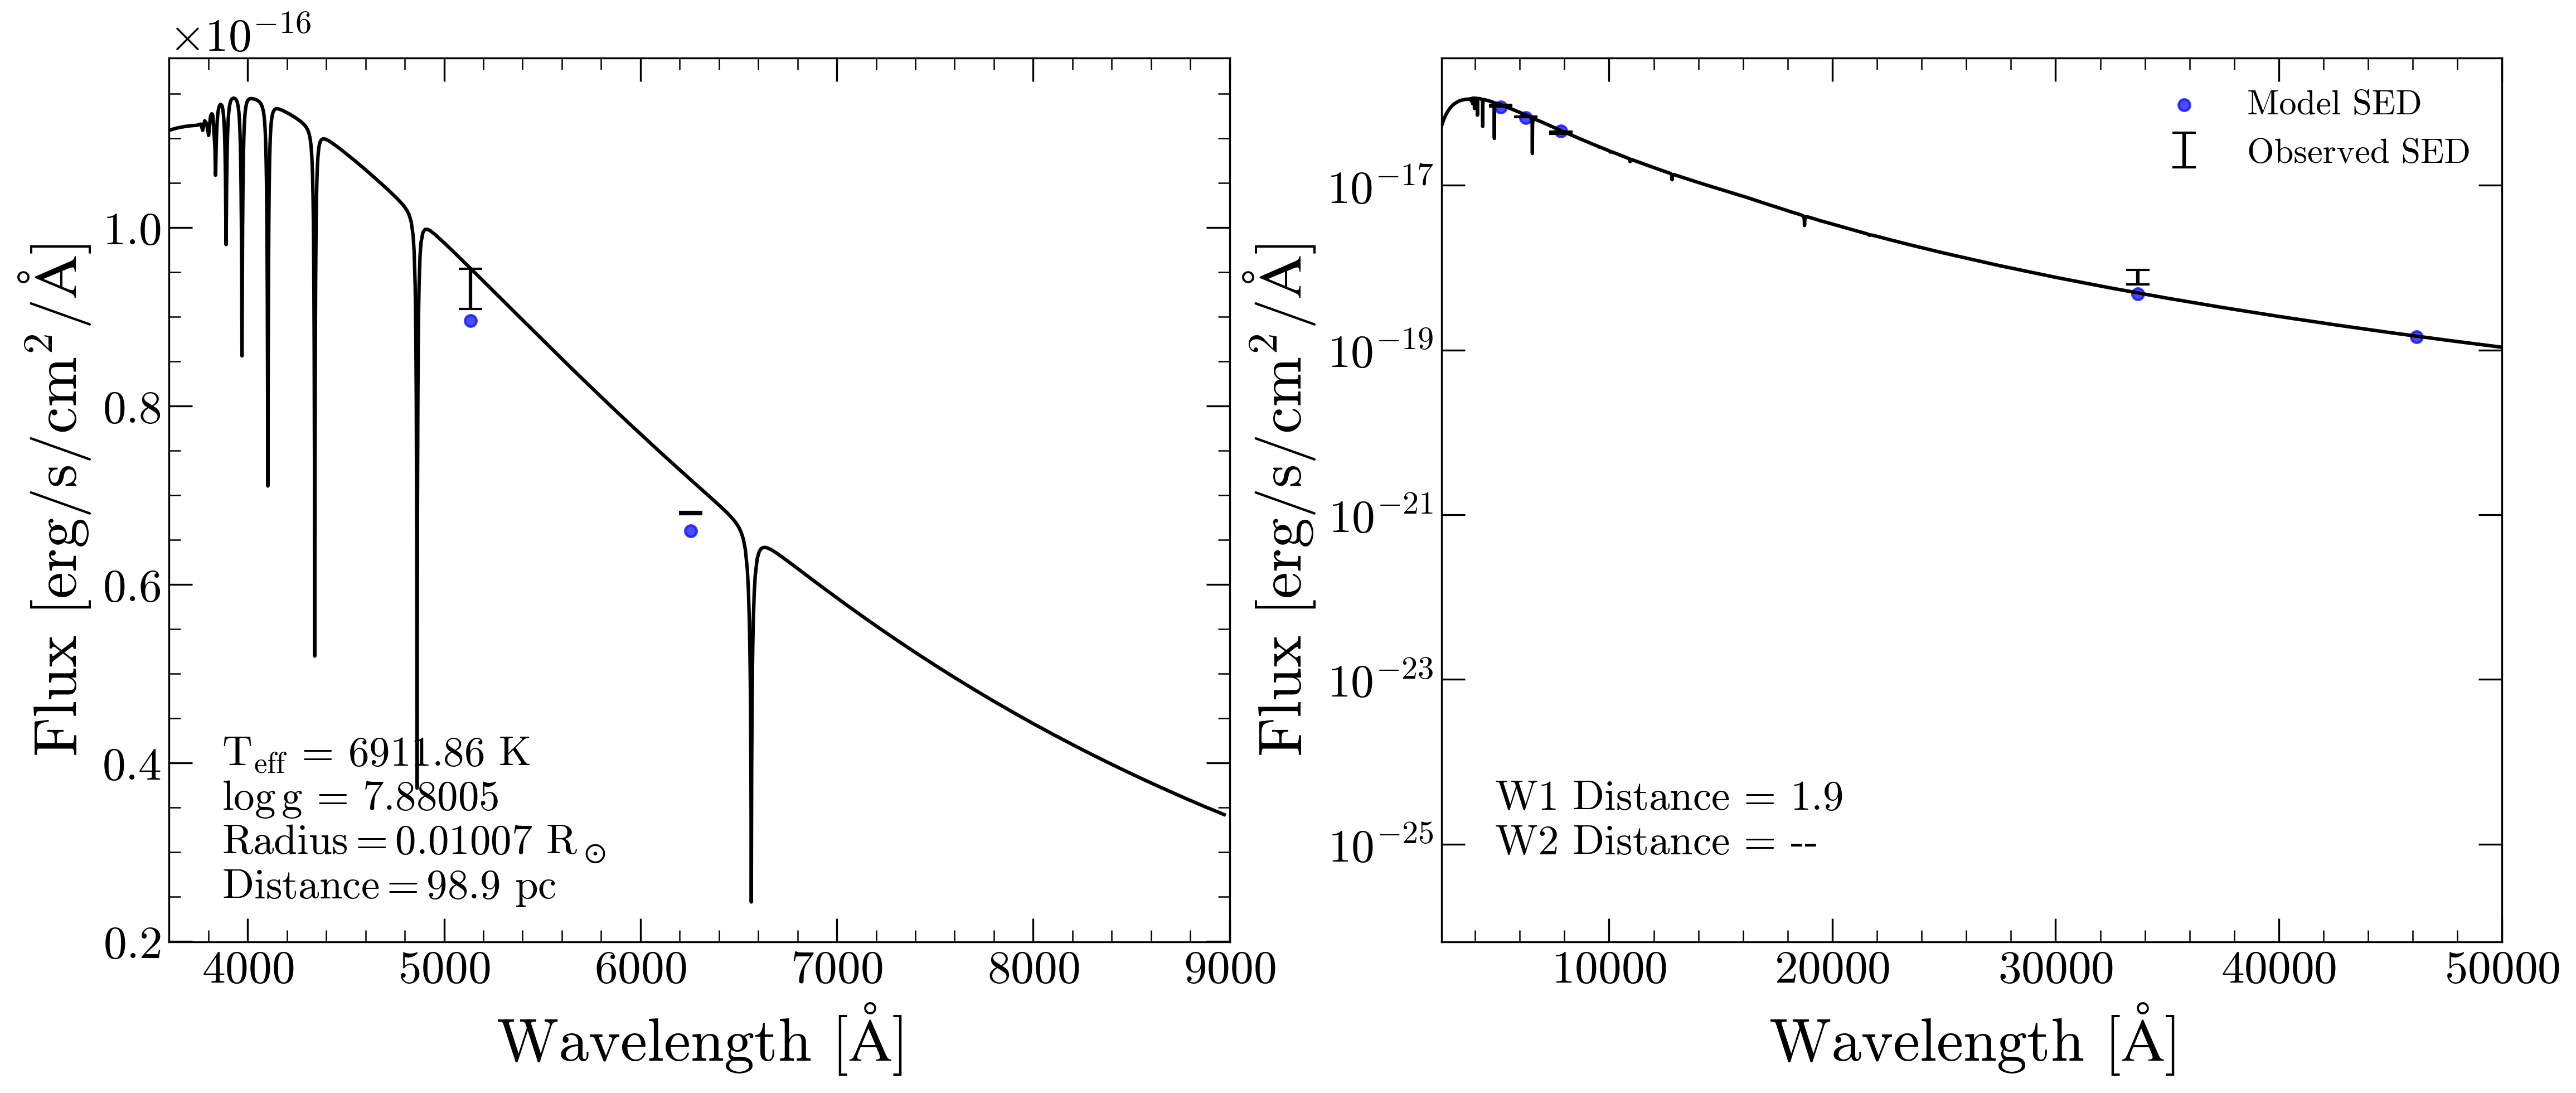 ×10⁻¹⁶
1.0
0.8
0.6
0.4
0.2
Flux [erg/s/cm²/Å]
T_eff = 6911.86 K
log g = 7.88005
Radius = 0.01007 R_⊙
Distance = 98.9 pc
4000 5000 6000 7000 8000 9000
Wavelength [Å]
Model SED
Observed SED
10⁻¹⁷
10⁻¹⁹
10⁻²¹
10⁻²³
10⁻²⁵
Flux [erg/s/cm²/Å]
W1 Distance = 1.9
W2 Distance = --
10000 20000 30000 40000 50000
Wavelength [Å]